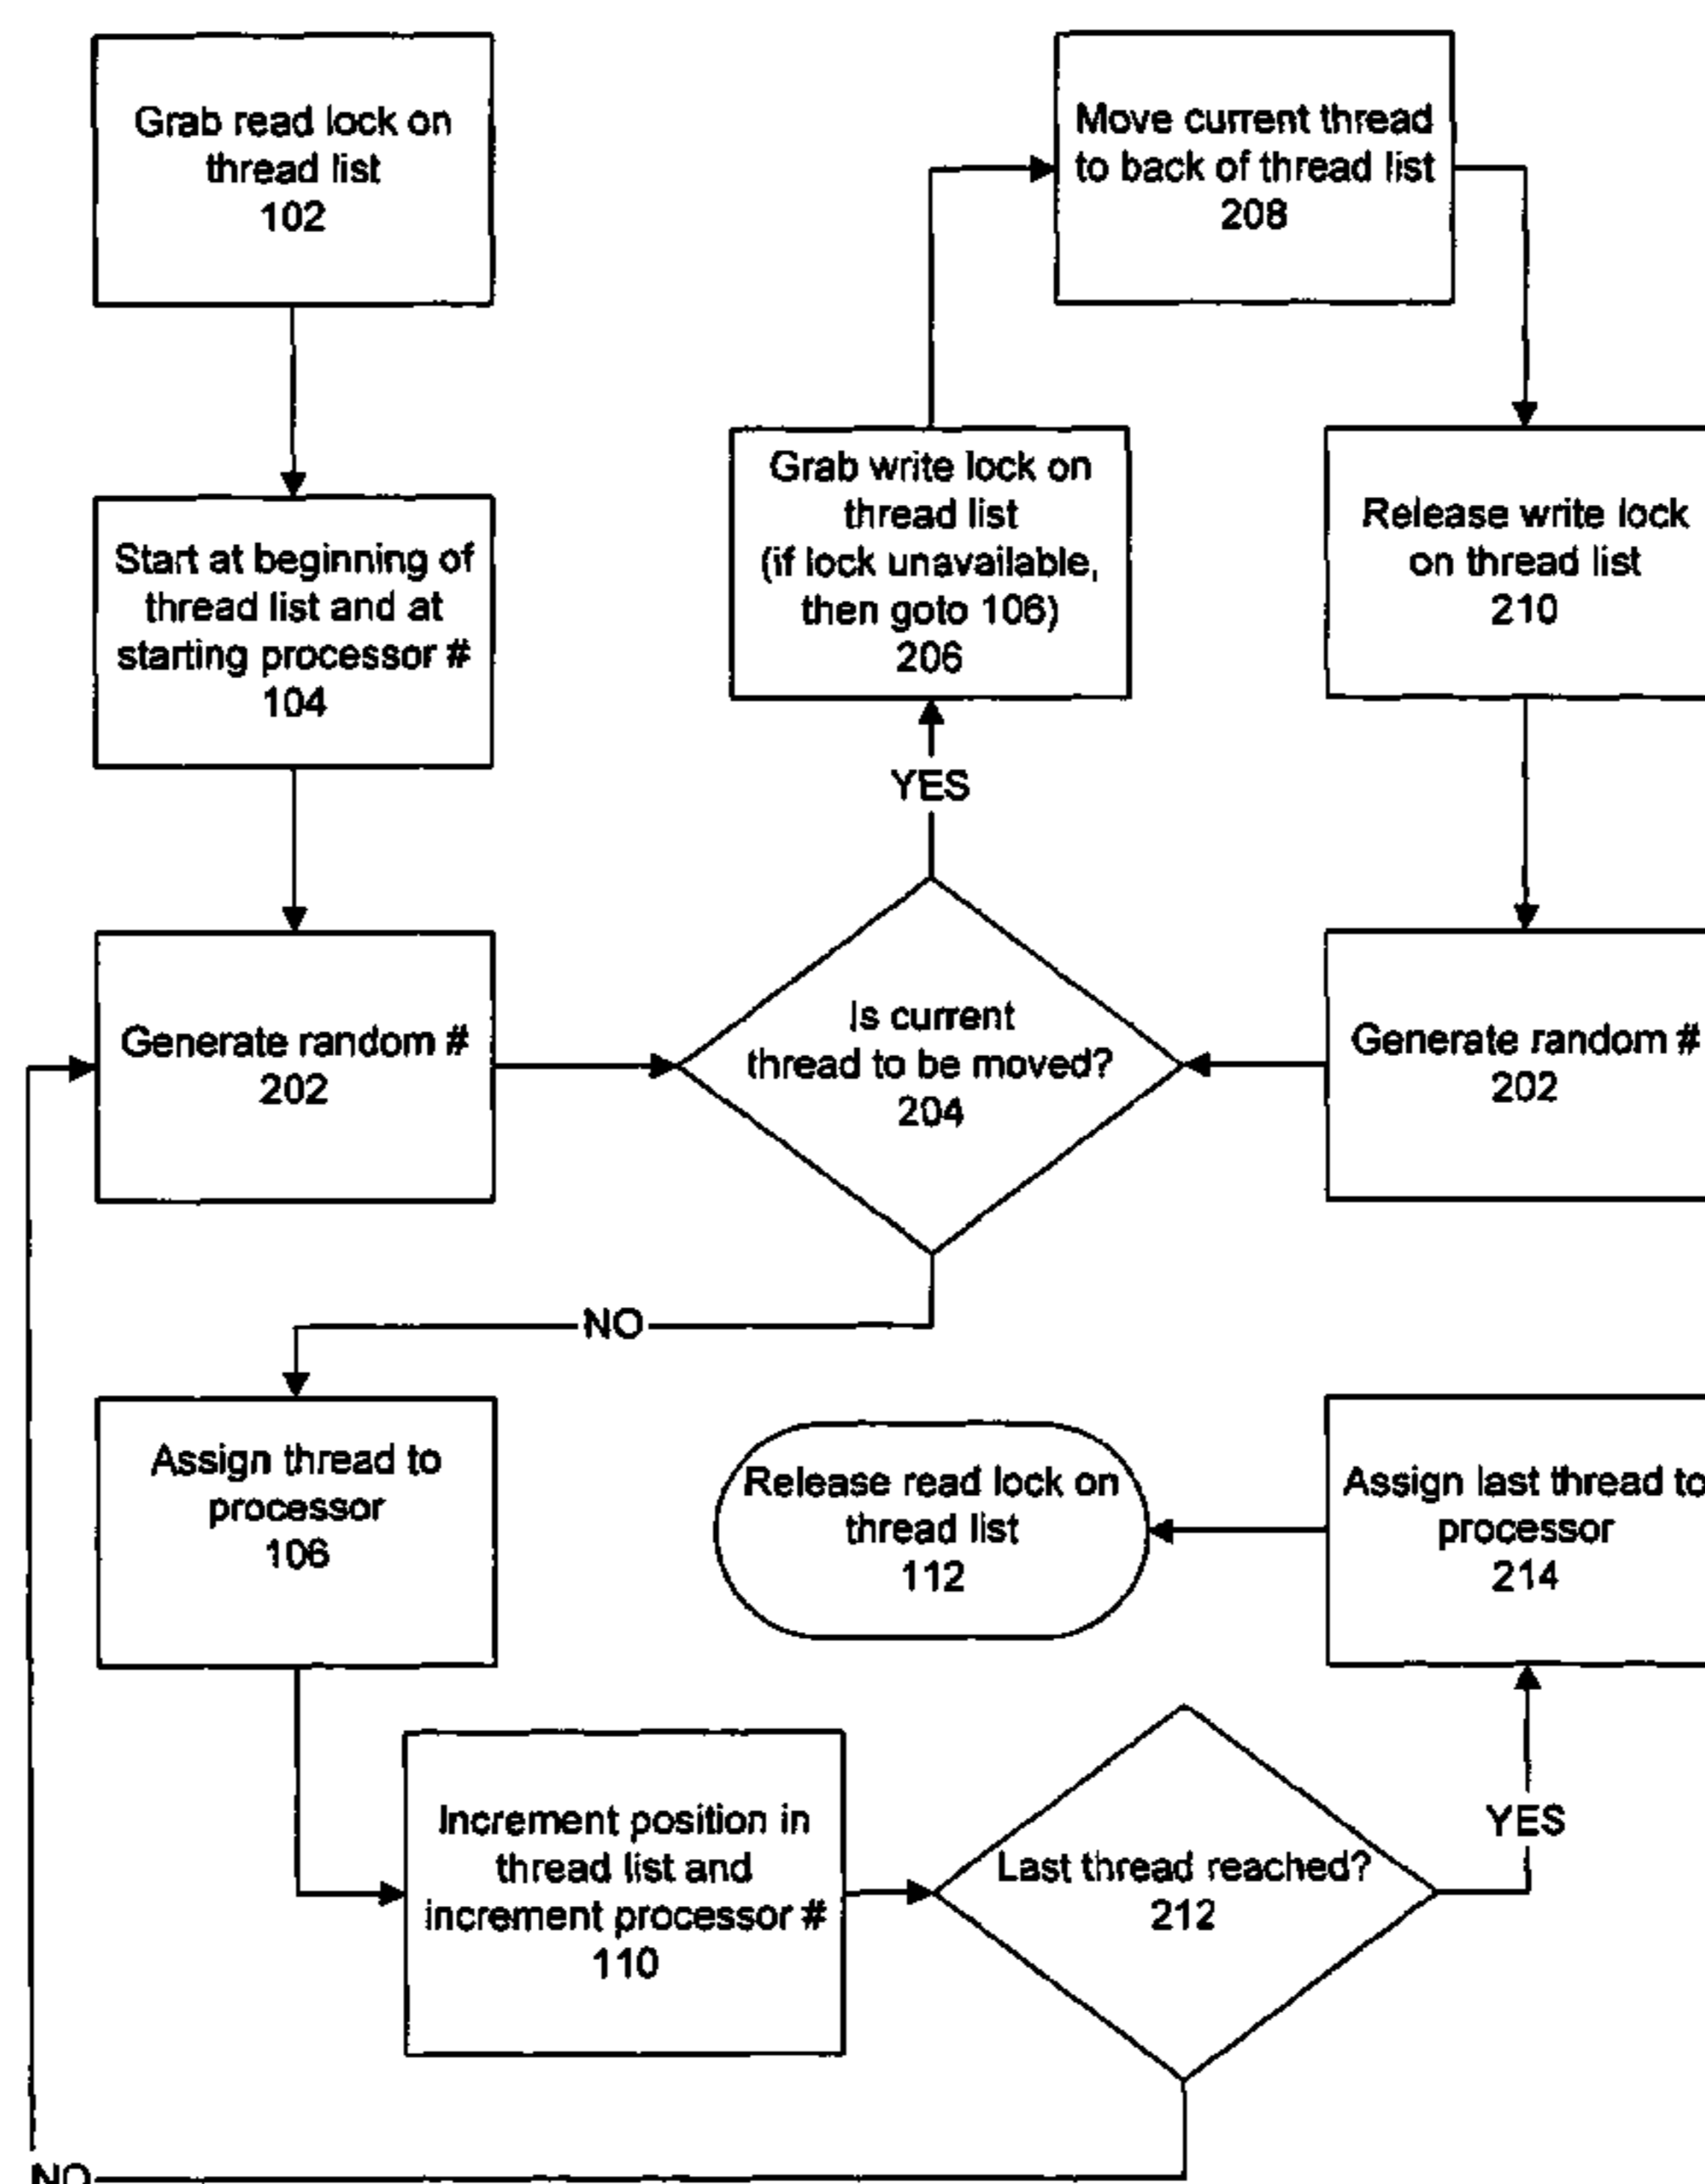 Grab read lock on
thread list
102
Move current thread
to back of thread list
208
Grab write lock on
thread list
(if lock unavailable,
then goto 106)
206
Release write lock
on thread list
210
Start at beginning of
thread list and at
starting processor #
104
YES
Generate random #
202
Is current
thread to be moved?
204
Generate random #
202
NO
Assign thread to
processor
106
Release read lock on
thread list
112
Assign last thread to
processor
214
Increment position in
thread list and
increment processor #
110
Last thread reached?
212
YES
NO